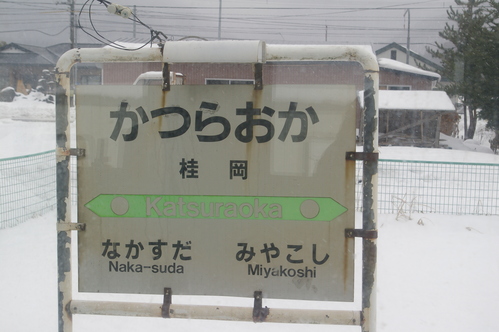 かつらおか
桂岡
Katsuraoka
なかすだ みやこし
Naka-suda Miyakoshi